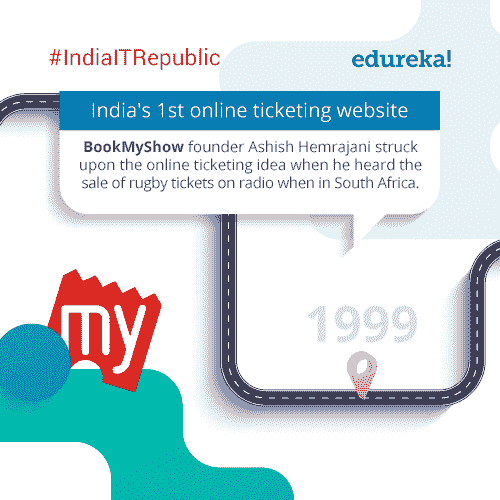 #IndiaITRepublic
edureka!
India's 1st online ticketing website
BookMyShow founder Ashish Hemrajani struck
upon the online ticketing idea when he heard the
sale of rugby tickets on radio when in South Africa.
my
1999